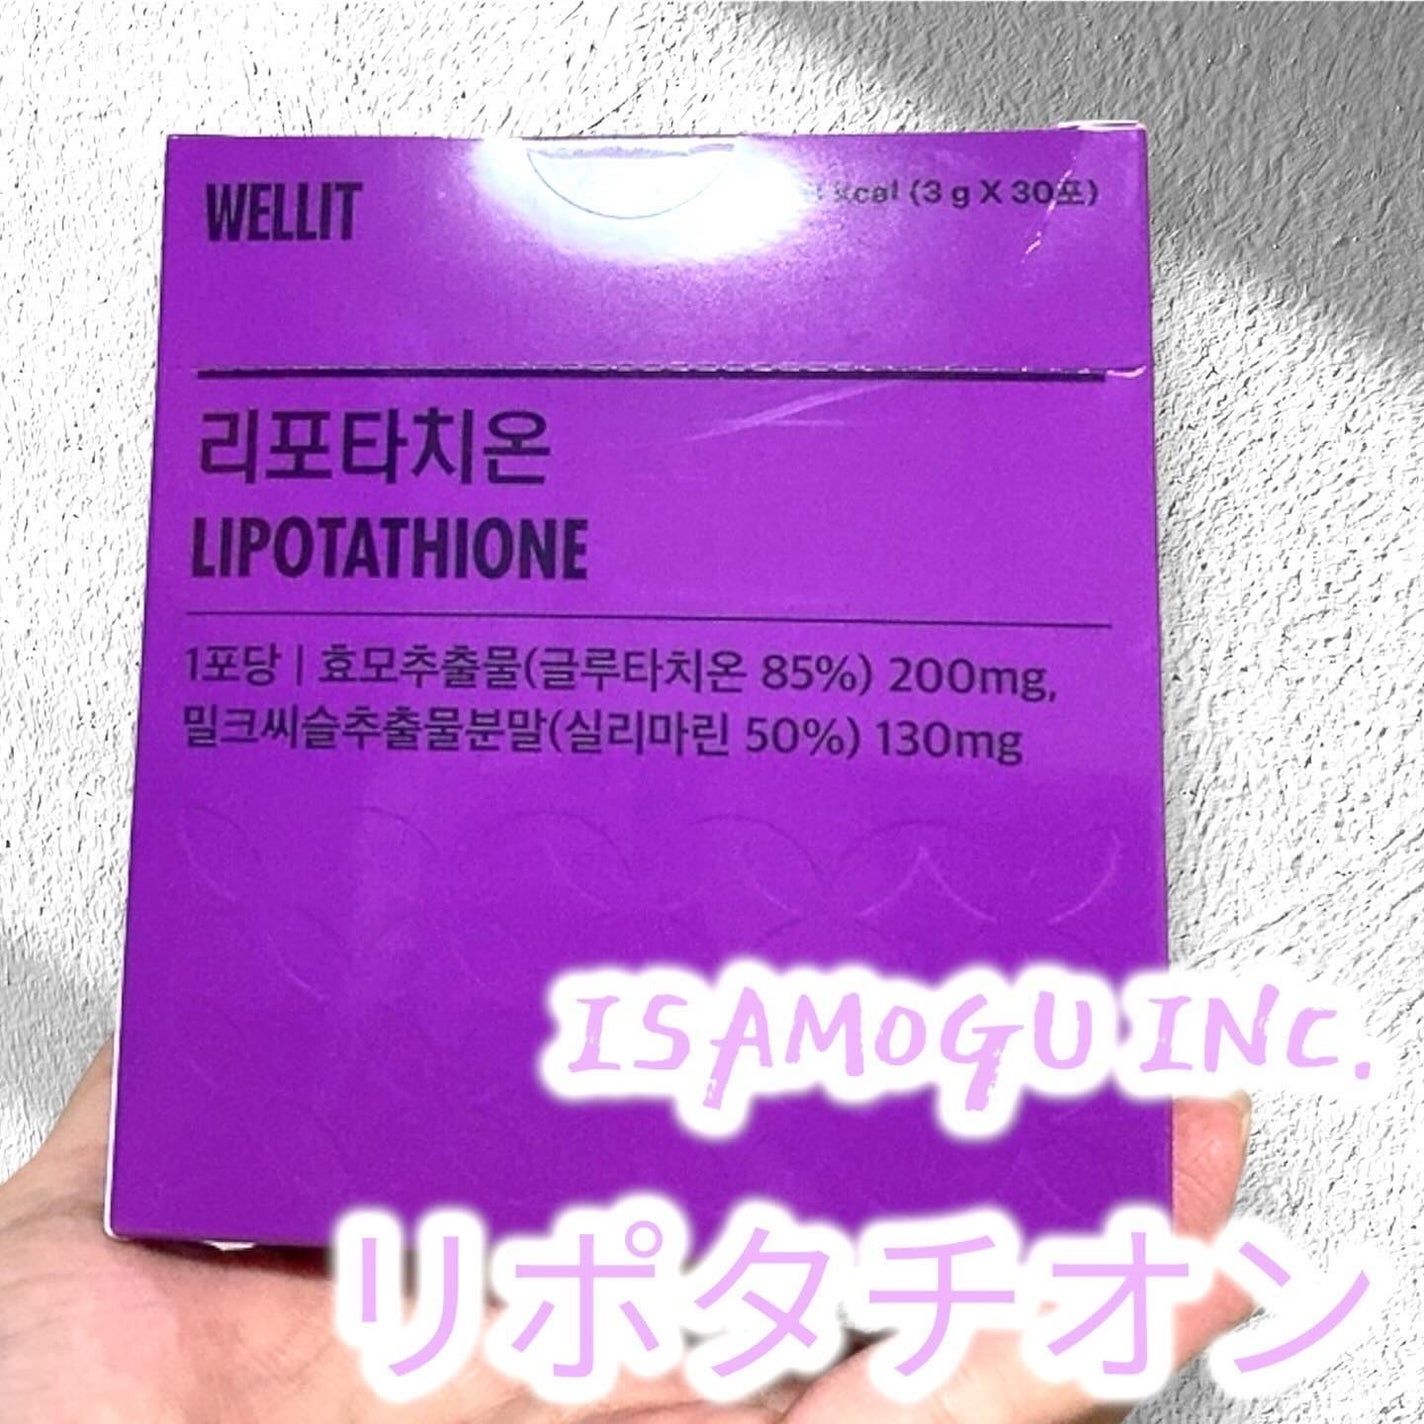 WELLIT
kcal (3 g X 30포)
리포타치온
LIPOTATHIONE
1포당 | 효모추출물(글루타치온 85%) 200mg,
밀크씨슬추출물분말(실리마린 50%) 130mg
ISAMOGU INC.
リポタチオン